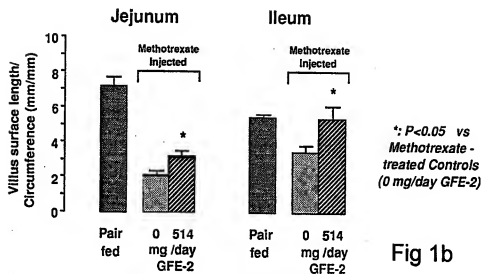 Jejunum
Ileum
Methotrexate
Injected
Methotrexate
Injected
Villus surface length/
Circumference (mm/mm)
10
8
6
4
2
0
*
*
*: P<0.05 vs
Methotrexate -
treated Controls
(0 mg/day GFE-2)
Pair
fed
0 514
mg /day
GFE-2
Pair
fed
0 514
mg /day
GFE-2
Fig 1b